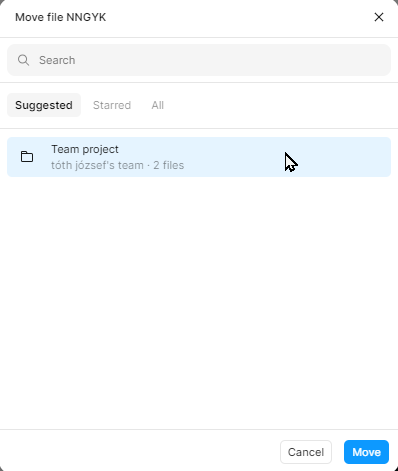 Move file NNGYK
Search
Suggested Starred All
Team project
tóth józsef's team · 2 files
Cancel Move